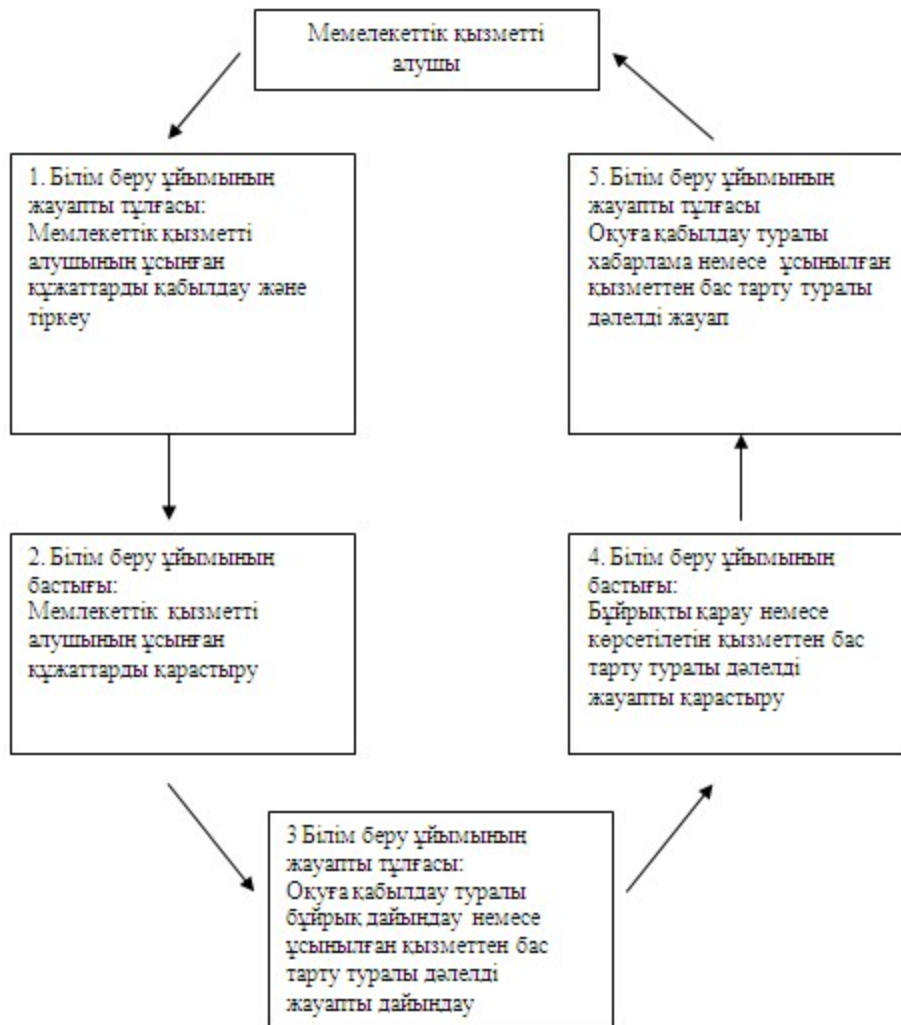 Мемелекеттік қызметті
алушы
1. Білім беру ұйымының
жауапты тұлғасы:
Мемлекеттік қызметті
алушының ұсынған
құжаттарды қабылдау және
тіркеу
2. Білім беру ұйымының
бастығы:
Мемлекеттік қызметті
алушының ұсынған
құжаттарды қарастыру
3 Білім беру ұйымының
жауапты тұлғасы:
Оқуға қабылдау туралы
бұйрық дайындау немесе
ұсынылған қызметтен бас
тарту туралы дәлелді
жауапты дайындау
4. Білім беру ұйымының
бастығы:
Бұйрықты қарау немесе
көрсетілетін қызметтен бас
тарту туралы дәлелді
жауапты қарастыру
5. Білім беру ұйымының
жауапты тұлғасы
Оқуға қабылдау туралы
хабарлама немесе ұсынылған
қызметтен бас тарту туралы
дәлелді жауап